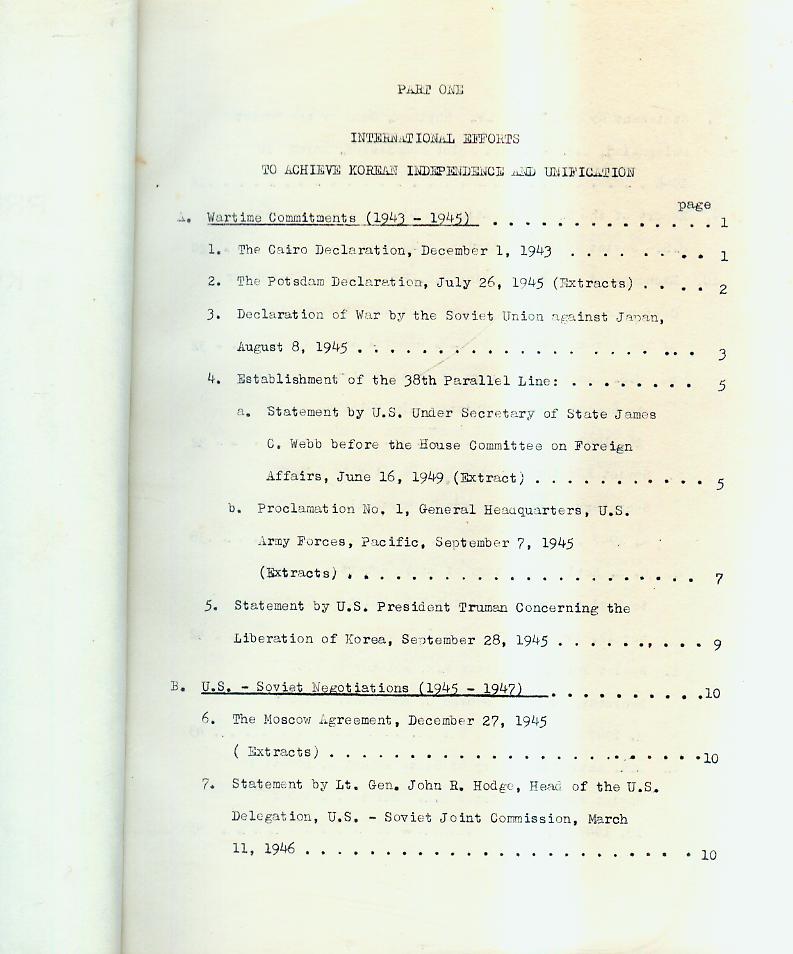 PART ONE
INTERNATIONAL EFFORTS
TO ACHIEVE KOREAN INDEPENDENCE AND UNIFICATION
page
A. Wartime Commitments (1943 - 1945) . . . . . . . . . . . . . . 1
1. The Cairo Declaration, December 1, 1943 . . . . . . . . . 1
2. The Potsdam Declaration, July 26, 1945 (Extracts) . . . . 2
3. Declaration of War by the Soviet Union against Japan,
August 8, 1945 . . . . . . . . . . . . . . . . . . . . . . 3
4. Establishment of the 38th Parallel Line: . . . . . . . . 5
a. Statement by U.S. Under Secretary of State James
C. Webb before the House Committee on Foreign
Affairs, June 16, 1949 (Extract) . . . . . . . . . . . 5
b. Proclamation No. 1, General Headquarters, U.S.
Army Forces, Pacific, September 7, 1945
(Extracts) . . . . . . . . . . . . . . . . . . . . . . 7
5. Statement by U.S. President Truman Concerning the
Liberation of Korea, September 28, 1945 . . . . . . . . . . 9
B. U.S. - Soviet Negotiations (1945 - 1947) . . . . . . . . . . .10
6. The Moscow Agreement, December 27, 1945
( Extracts) . . . . . . . . . . . . . . . . . . . . . . .10
7. Statement by Lt. Gen. John R. Hodge, Head of the U.S.
Delegation, U.S. - Soviet Joint Commission, March
11, 1946 . . . . . . . . . . . . . . . . . . . . . . . . 10